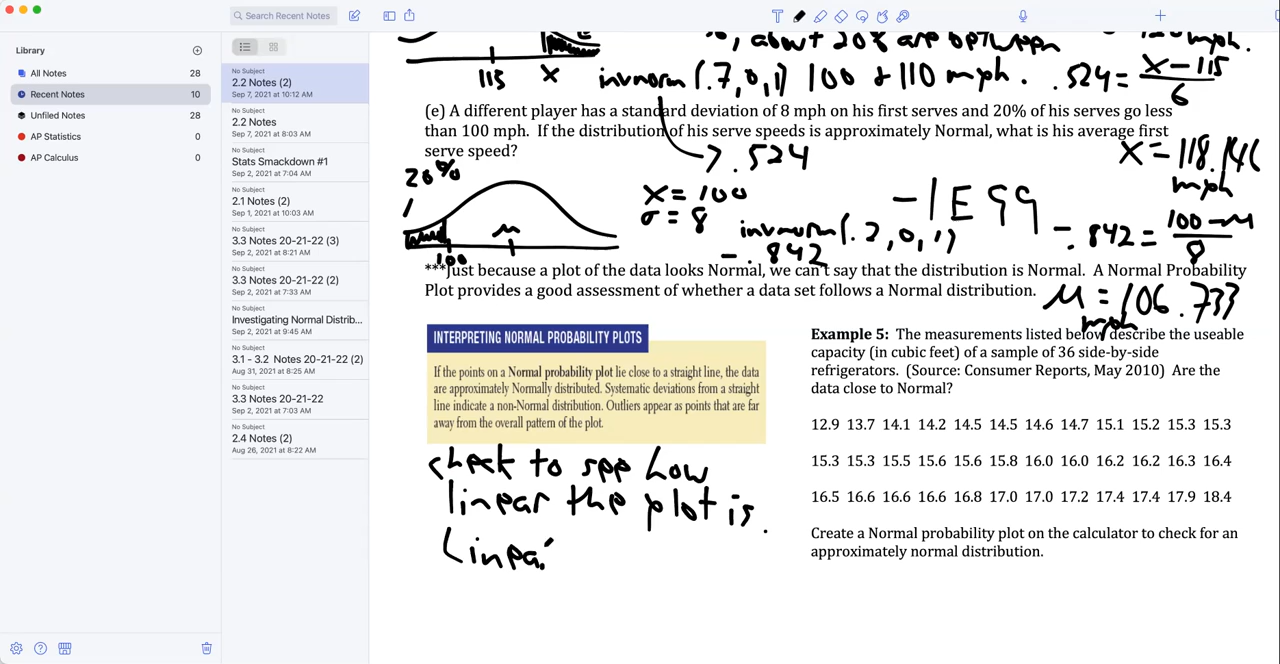 Search Recent Notes
Library
All Notes 28
Recent Notes 10
Unfiled Notes 28
AP Statistics 0
AP Calculus 0
No Subject
2.2 Notes (2)
Sep 7, 2021 at 10:12 AM
No Subject
2.2 Notes
Sep 7, 2021 at 8:03 AM
No Subject
Stats Smackdown #1
Sep 2, 2021 at 7:04 AM
No Subject
2.1 Notes (2)
Sep 1, 2021 at 10:03 AM
No Subject
3.3 Notes 20-21-22 (3)
Sep 2, 2021 at 8:21 AM
No Subject
3.3 Notes 20-21-22 (2)
Sep 2, 2021 at 7:33 AM
No Subject
Investigating Normal Distrib...
Sep 2, 2021 at 9:45 AM
No Subject
3.1 - 3.2 Notes 20-21-22 (2)
Aug 31, 2021 at 8:25 AM
No Subject
3.3 Notes 20-21-22
Sep 2, 2021 at 7:03 AM
No Subject
2.4 Notes (2)
Aug 26, 2021 at 8:22 AM
about 20% are between
mph.
115 X invnorm(.7,0,1) 100 & 110 mph. .524 = X-115/6
(e) A different player has a standard deviation of 8 mph on his first serves and 20% of his serves go less
than 100 mph. If the distribution of his serve speeds is approximately Normal, what is his average first
serve speed?
.524
X = 118.146
mph
20%
μ
100
X = 100
σ = 8
-1E99
invnorm(.2,0,1)
-.842
-.842 = 100-μ/8
***Just because a plot of the data looks Normal, we can't say that the distribution is Normal. A Normal Probability
Plot provides a good assessment of whether a data set follows a Normal distribution.
μ = 106.733
mph
INTERPRETING NORMAL PROBABILITY PLOTS
If the points on a Normal probability plot lie close to a straight line, the data
are approximately Normally distributed. Systematic deviations from a straight
line indicate a non-Normal distribution. Outliers appear as points that are far
away from the overall pattern of the plot.
check to see how
linear the plot is.
Linear
Example 5: The measurements listed below describe the useable
capacity (in cubic feet) of a sample of 36 side-by-side
refrigerators. (Source: Consumer Reports, May 2010) Are the
data close to Normal?
12.9 13.7 14.1 14.2 14.5 14.5 14.6 14.7 15.1 15.2 15.3 15.3
15.3 15.3 15.5 15.6 15.6 15.8 16.0 16.0 16.2 16.2 16.3 16.4
16.5 16.6 16.6 16.6 16.8 17.0 17.0 17.2 17.4 17.4 17.9 18.4
Create a Normal probability plot on the calculator to check for an
approximately normal distribution.